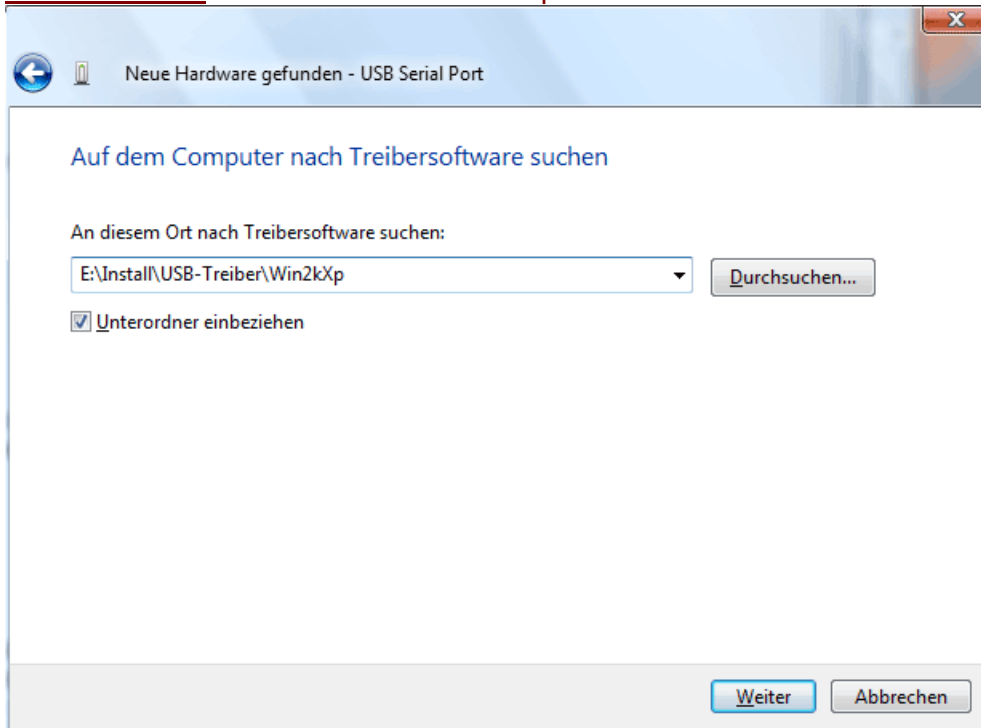 Neue Hardware gefunden - USB Serial Port
Auf dem Computer nach Treibersoftware suchen
An diesem Ort nach Treibersoftware suchen:
E:\Install\USB-Treiber\Win2kXp
Durchsuchen...
Unterordner einbeziehen
Weiter
Abbrechen